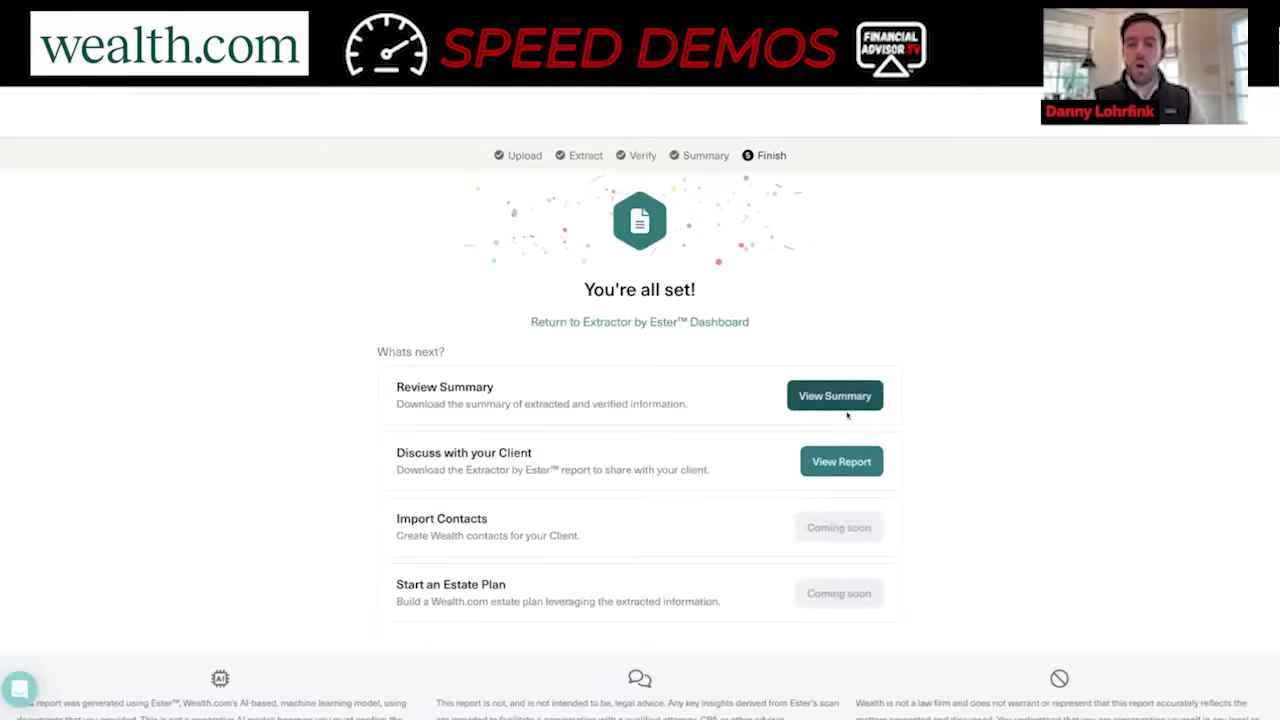 wealth.com
SPEED DEMOS
FINANCIAL
ADVISOR.TV
Danny Lohrfink
Upload Extract Verify Summary 5 Finish
You're all set!
Return to Extractor by Ester™ Dashboard
Whats next?
Review Summary
Download the summary of extracted and verified information.
View Summary
Discuss with your Client
Download the Extractor by Ester™ report to share with your client.
View Report
Import Contacts
Create Wealth contacts for your Client.
Coming soon
Start an Estate Plan
Build a Wealth.com estate plan leveraging the extracted information.
Coming soon
AI
report was generated using Ester™, Wealth.com's AI-based, machine learning model, using
This report is not, and is not intended to be, legal advice. Any key insights derived from Ester's scan
Wealth is not a law firm and does not warrant or represent that this report accurately reflects the